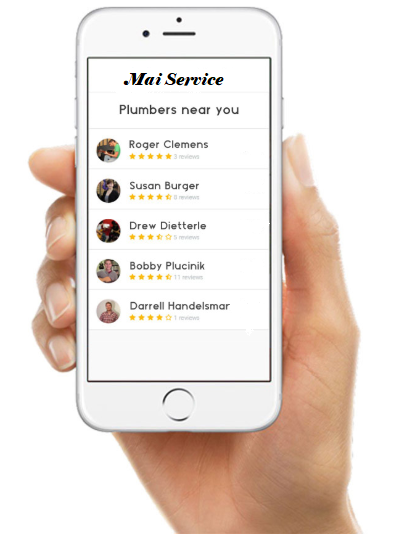 Mai Service
Plumbers near you
Roger Clemens
3 reviews
Susan Burger
5 reviews
Drew Dietterle
5 reviews
Bobby Plucinik
11 reviews
Darrell Handelsmar
1 reviews